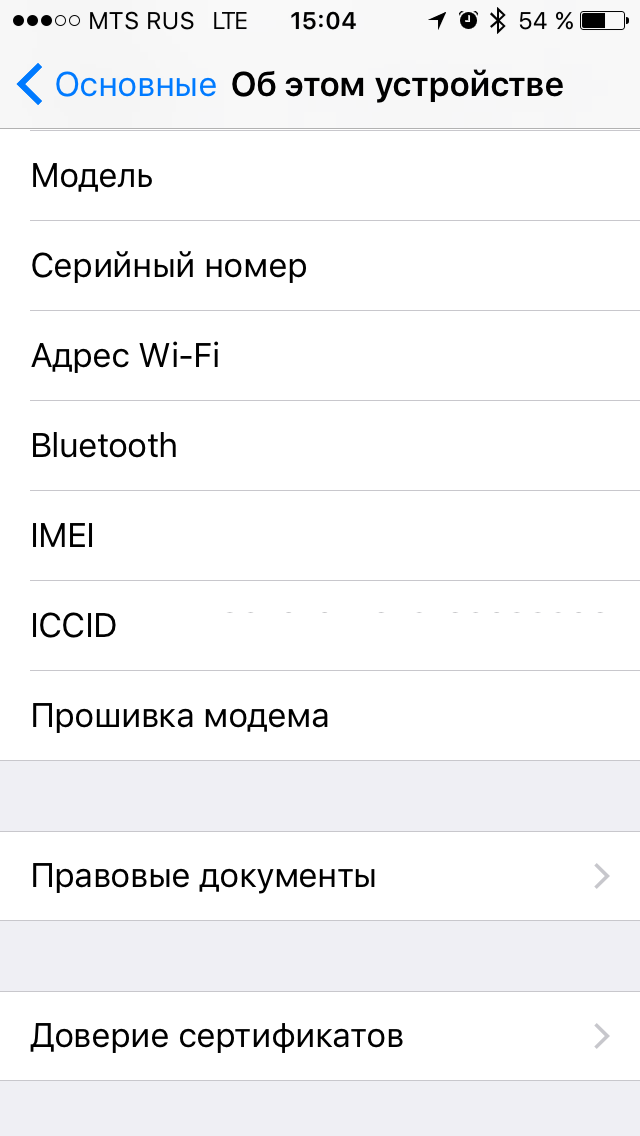 MTS RUS LTE 15:04 54 %
Основные Об этом устройстве
Модель
Серийный номер
Адрес Wi-Fi
Bluetooth
IMEI
ICCID
Прошивка модема
Правовые документы
Доверие сертификатов